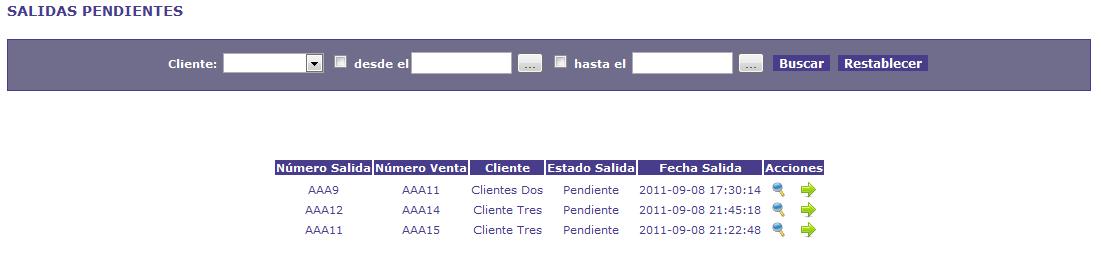 SALIDAS PENDIENTES
Cliente: desde el ... hasta el ... Buscar Restablecer
Número Salida Número Venta Cliente Estado Salida Fecha Salida Acciones
AAA9 AAA11 Clientes Dos Pendiente 2011-09-08 17:30:14
AAA12 AAA14 Cliente Tres Pendiente 2011-09-08 21:45:18
AAA11 AAA15 Cliente Tres Pendiente 2011-09-08 21:22:48